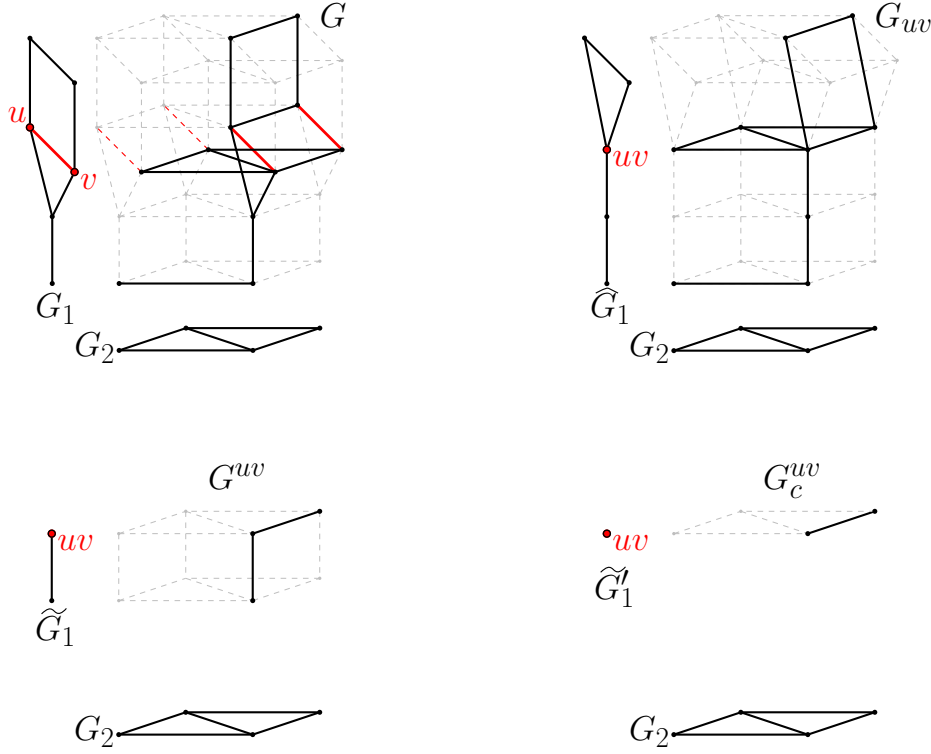 G
u
v
G_1
G_2
G_{uv}
uv
\widehat{G}_1
G_2
G^{uv}
uv
\widetilde{G}_1
G_2
G_c^{uv}
uv
\widetilde{G}'_1
G_2